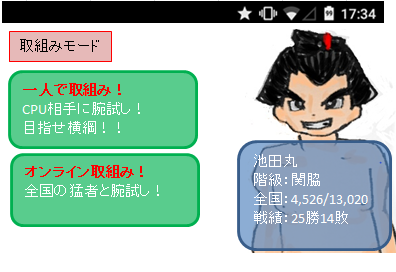 17:34
取組みモード
一人で取組み！
CPU相手に腕試し！
目指せ横綱！！
オンライン取組み！
全国の猛者と腕試し！
池田丸
階級：関脇
全国：4,526/13,020
戦績：25勝14敗